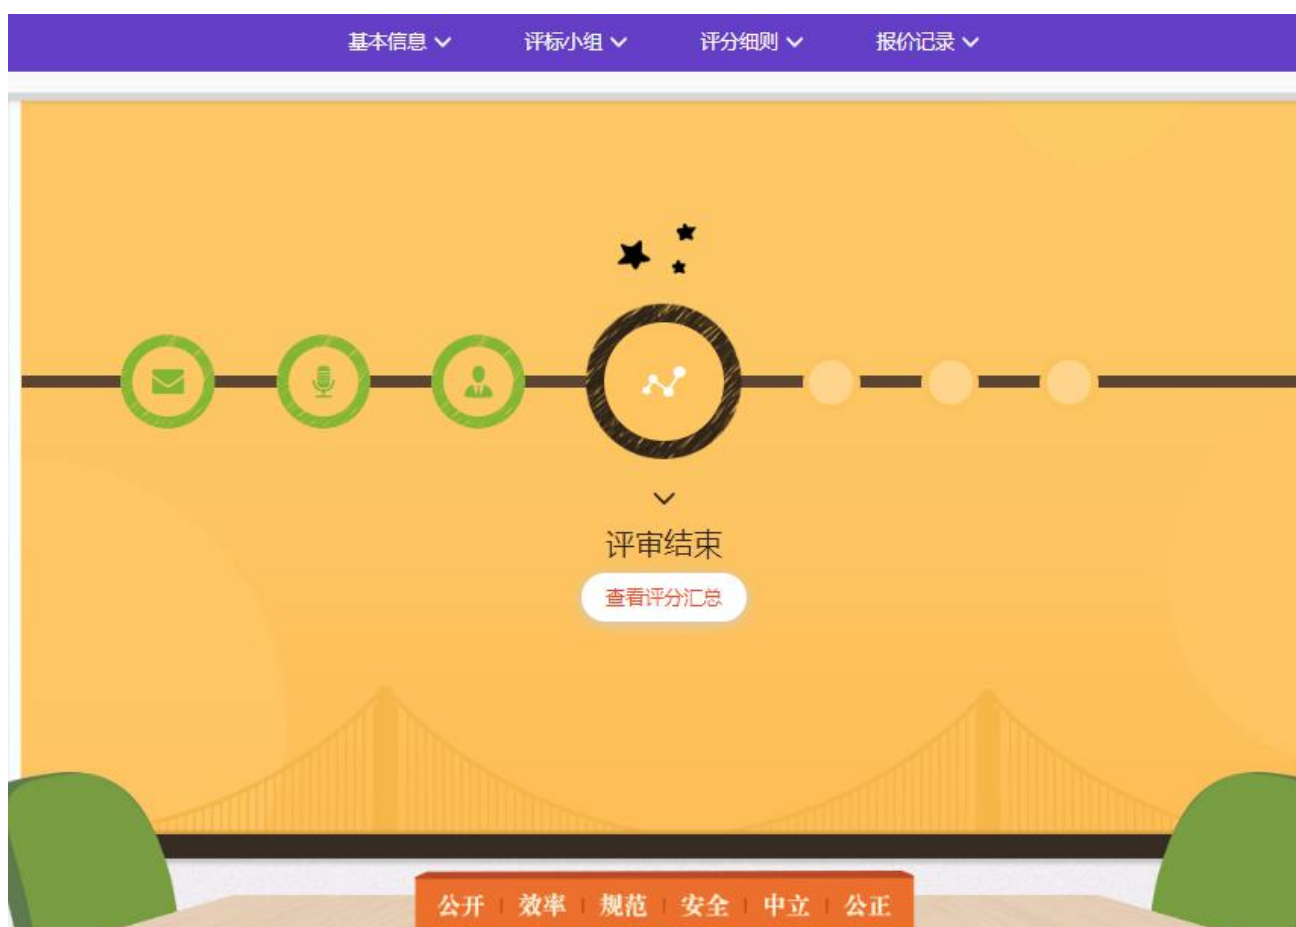 基本信息 评标小组 评分细则 报价记录
评审结束
查看评分汇总
公开 效率 规范 安全 中立 公正